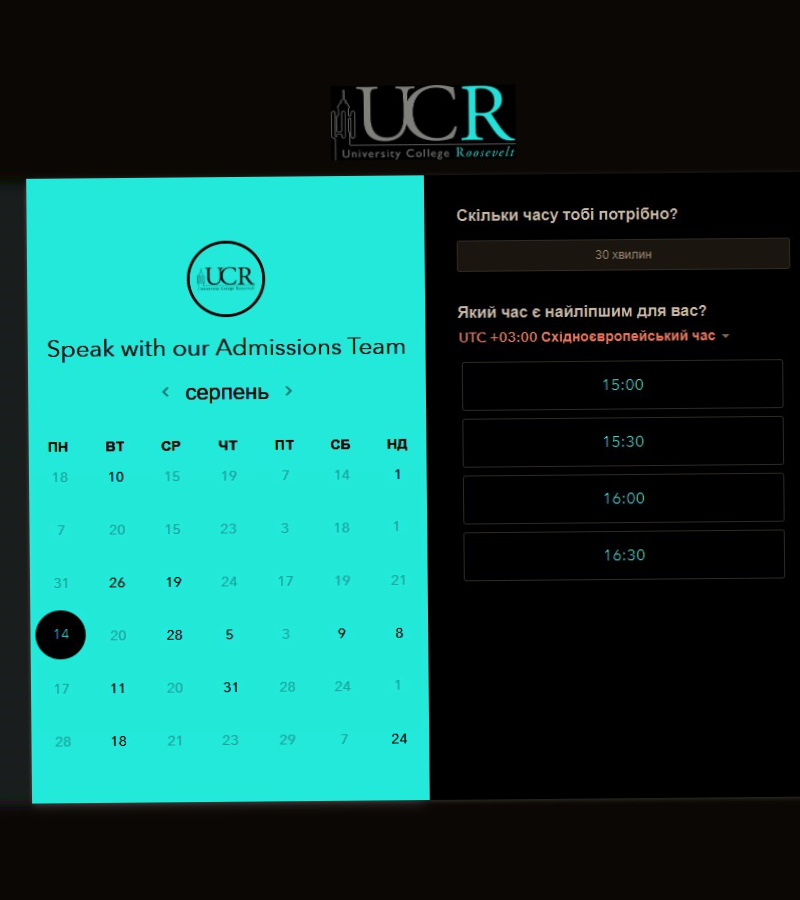 UCR
University College Roosevelt
UCR
University College Roosevelt
Speak with our Admissions Team
серпень
ПН ВТ СР ЧТ ПТ СБ НД
18 10 15 19 7 14 1
7 20 15 23 3 18 1
31 26 19 24 17 19 21
14 20 28 5 3 9 8
17 11 20 31 28 24 1
28 18 21 23 29 7 24
Скільки часу тобі потрібно?
30 хвилин
Який час є найліпшим для вас?
UTC +03:00 Східноєвропейський час
15:00
15:30
16:00
16:30